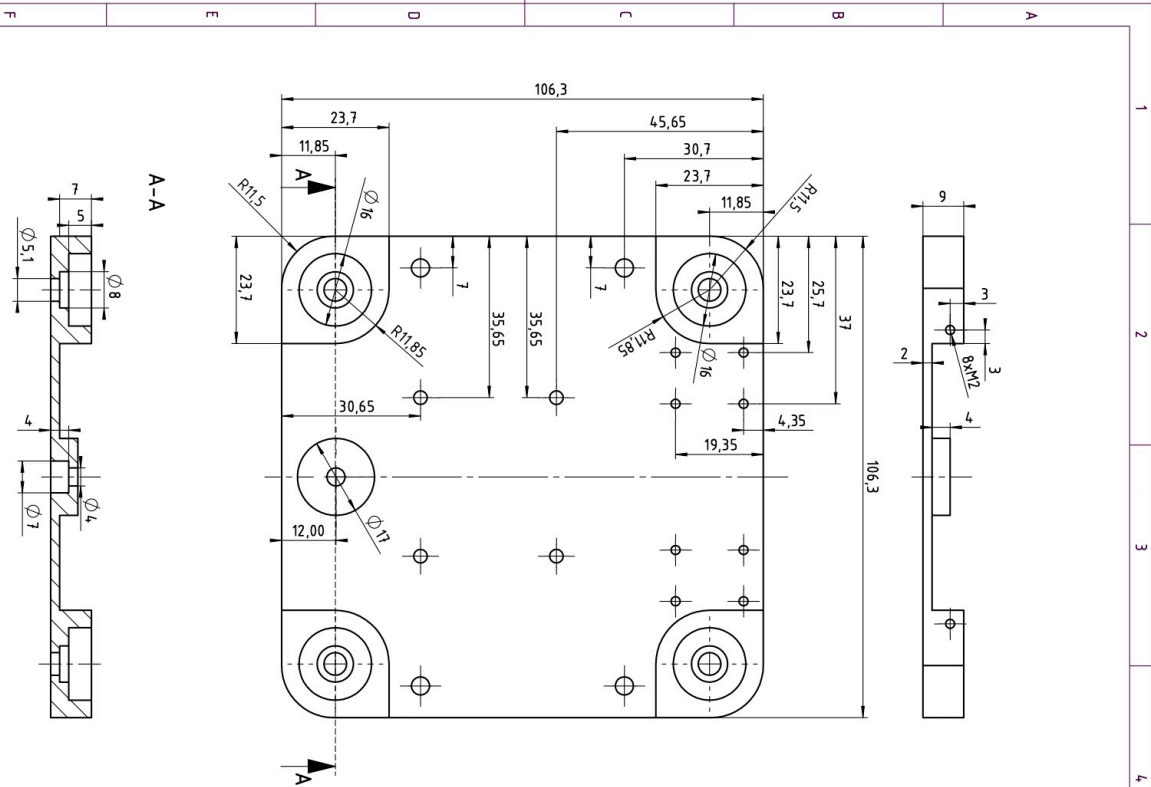 F
E
D
C
B
A
1
2
3
4
106,3
23,7
11,85
45,65
30,7
23,7
11,85
A
R11,5
Ø16
R11,5
23,7
R11,85
7
35,65
35,65
7
R11,85
Ø16
23,7
25,7
37
30,65
4,35
19,35
106,3
Ø17
12,00
A
9
3
3
8xM2
2
4
A-A
7
5
Ø5,1
Ø8
4
Ø7
Ø4